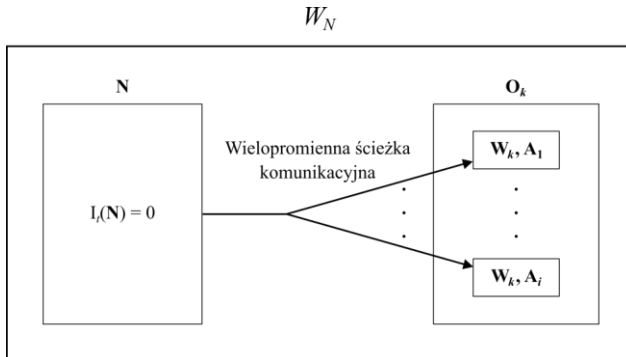 W_N
N
O_k
Wielopromienna ścieżka
komunikacyjna
W_k, A_1
I_t(N) = 0
W_k, A_i